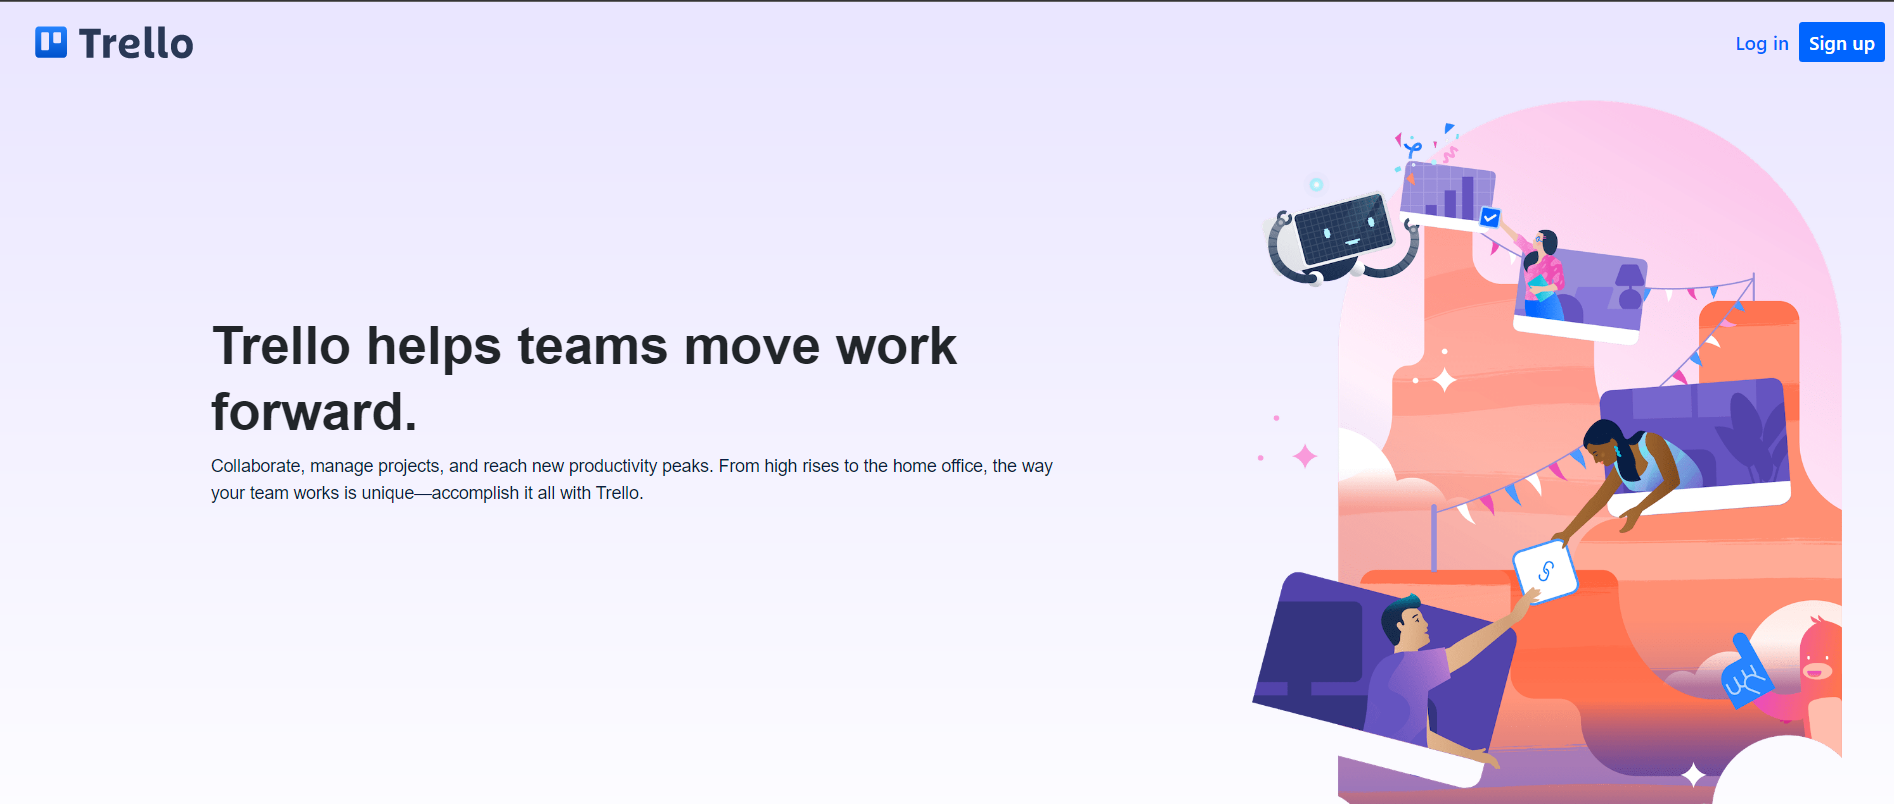 Trello
Log in
Sign up
Trello helps teams move work
forward.
Collaborate, manage projects, and reach new productivity peaks. From high rises to the home office, the way
your team works is unique—accomplish it all with Trello.